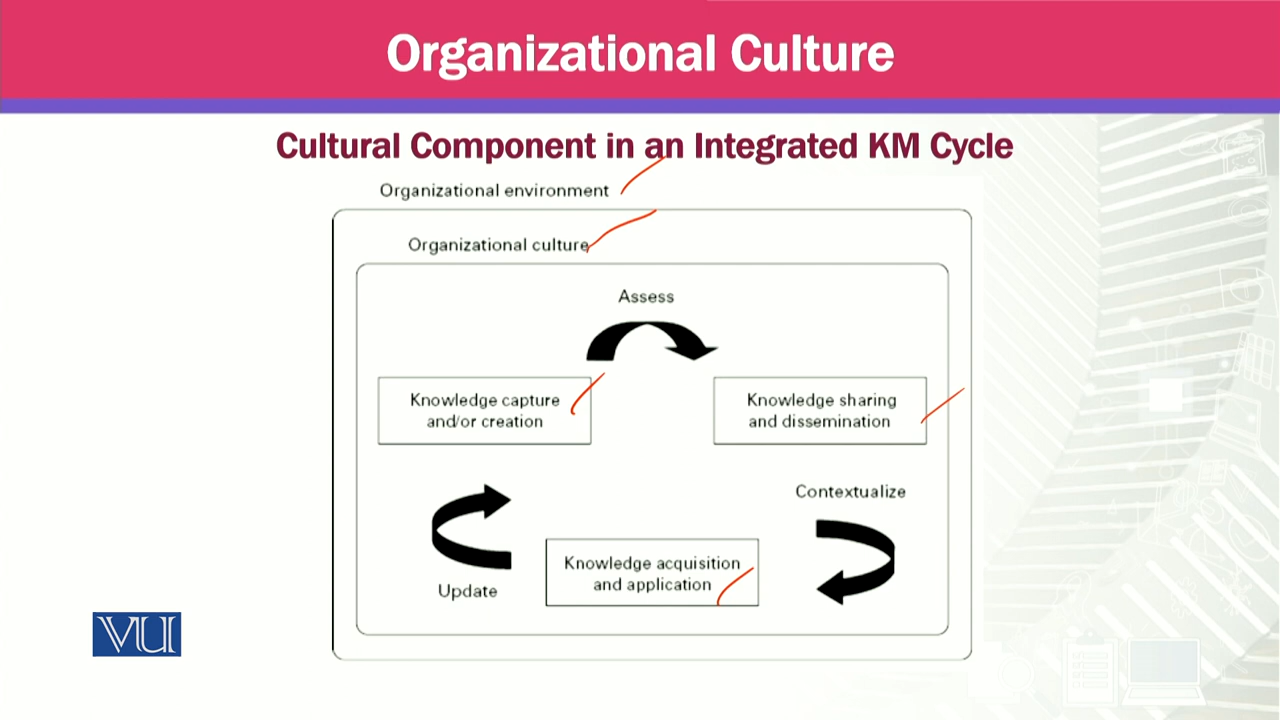 Organizational Culture
Cultural Component in an Integrated KM Cycle
Organizational environment
Organizational culture
Assess
Knowledge capture
and/or creation
Knowledge sharing
and dissemination
Contextualize
Knowledge acquisition
and application
Update
VU